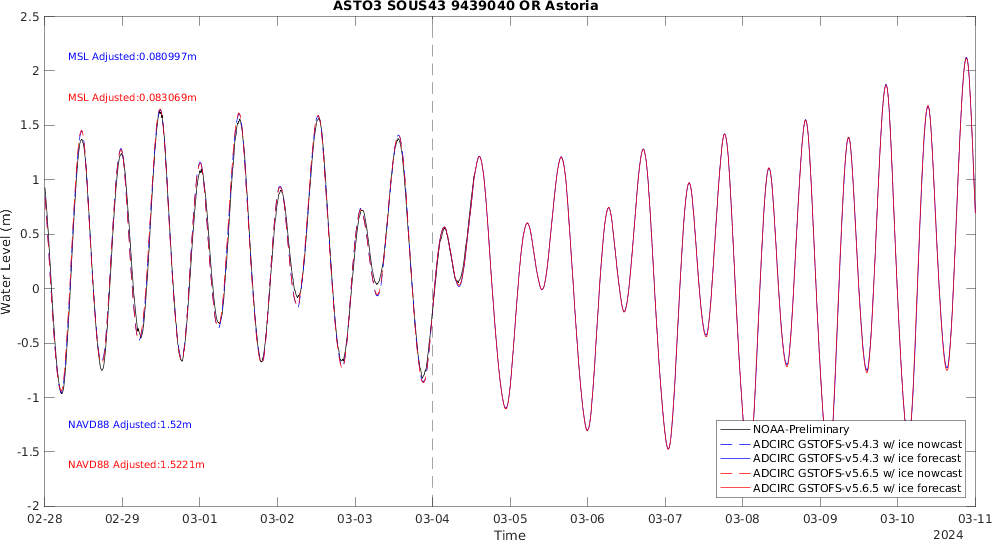 ASTO3 SOUS43 9439040 OR Astoria
2.5
2
1.5
1
0.5
0
-0.5
-1
-1.5
-2
Water Level (m)
MSL Adjusted:0.080997m
MSL Adjusted:0.083069m
NAVD88 Adjusted:1.52m
NAVD88 Adjusted:1.5221m
NOAA-Preliminary
ADCIRC GSTOFS-v5.4.3 w/ ice nowcast
ADCIRC GSTOFS-v5.4.3 w/ ice forecast
ADCIRC GSTOFS-v5.6.5 w/ ice nowcast
ADCIRC GSTOFS-v5.6.5 w/ ice forecast
02-28 02-29 03-01 03-02 03-03 03-04 03-05 03-06 03-07 03-08 03-09 03-10 03-11
Time
2024